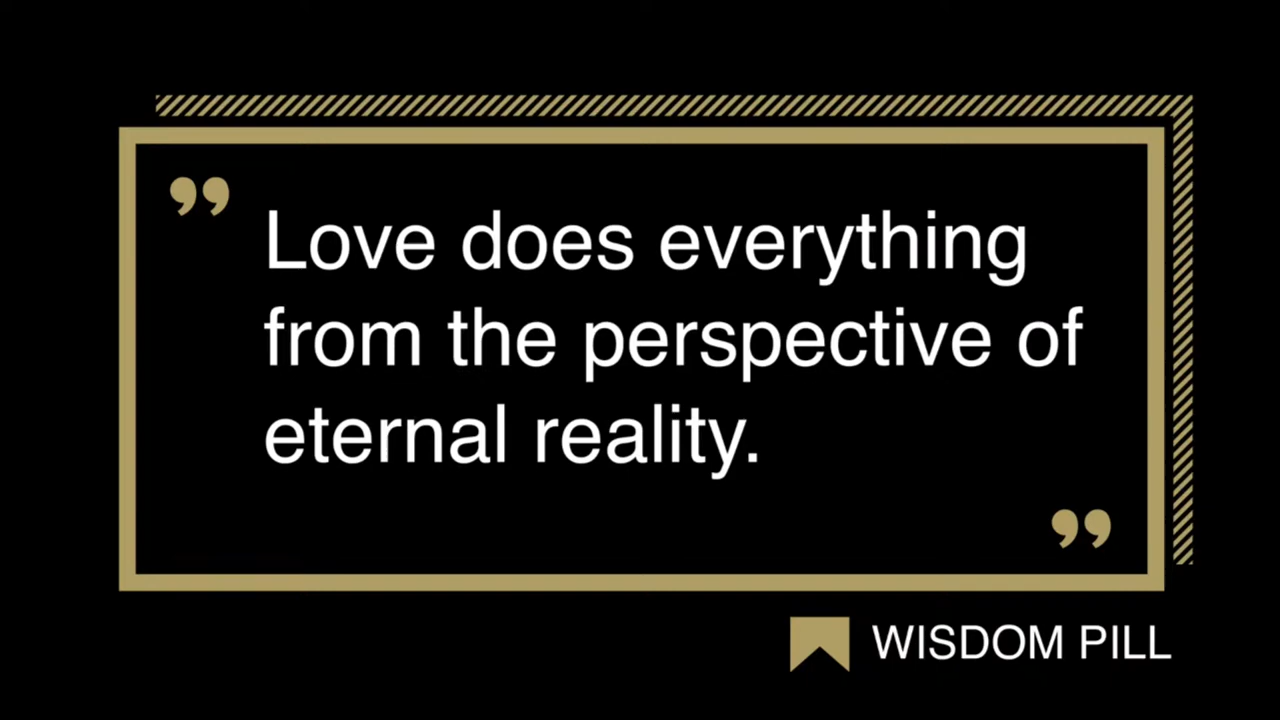 ”
Love does everything
from the perspective of
eternal reality.
”
WISDOM PILL